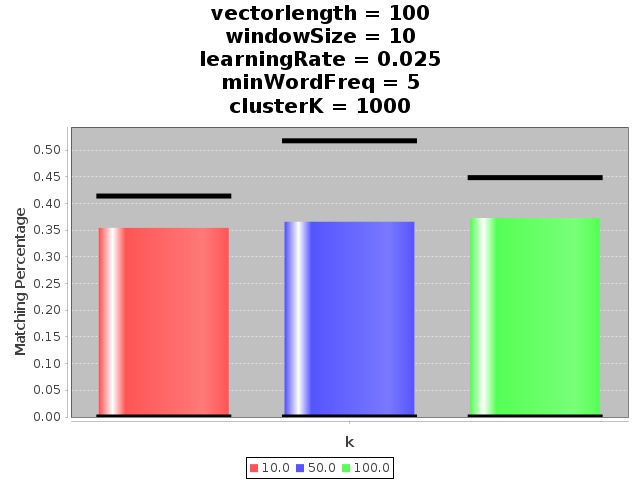 vectorlength = 100
windowSize = 10
learningRate = 0.025
minWordFreq = 5
clusterK = 1000
Matching Percentage
0.50
0.45
0.40
0.35
0.30
0.25
0.20
0.15
0.10
0.05
0.00
k
10.0 50.0 100.0